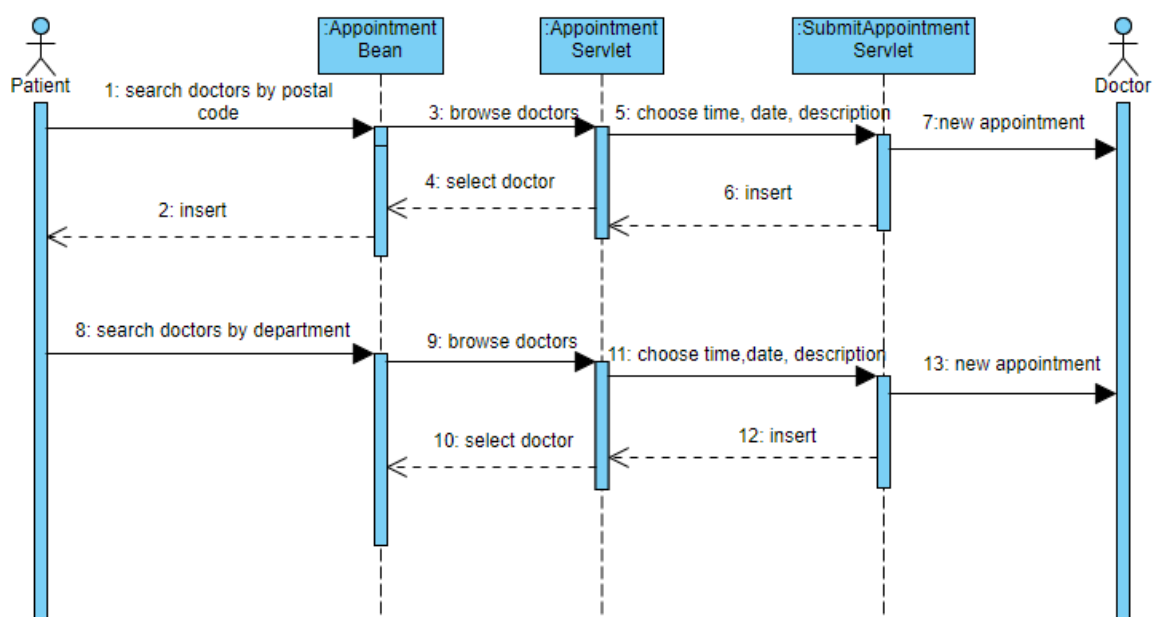 :Appointment
Bean
:Appointment
Servlet
:SubmitAppointment
Servlet
Patient
Doctor
1: search doctors by postal
code
3: browse doctors
5: choose time, date, description
7:new appointment
4: select doctor
6: insert
2: insert
8: search doctors by department
9: browse doctors
11: choose time,date, description
13: new appointment
10: select doctor
12: insert